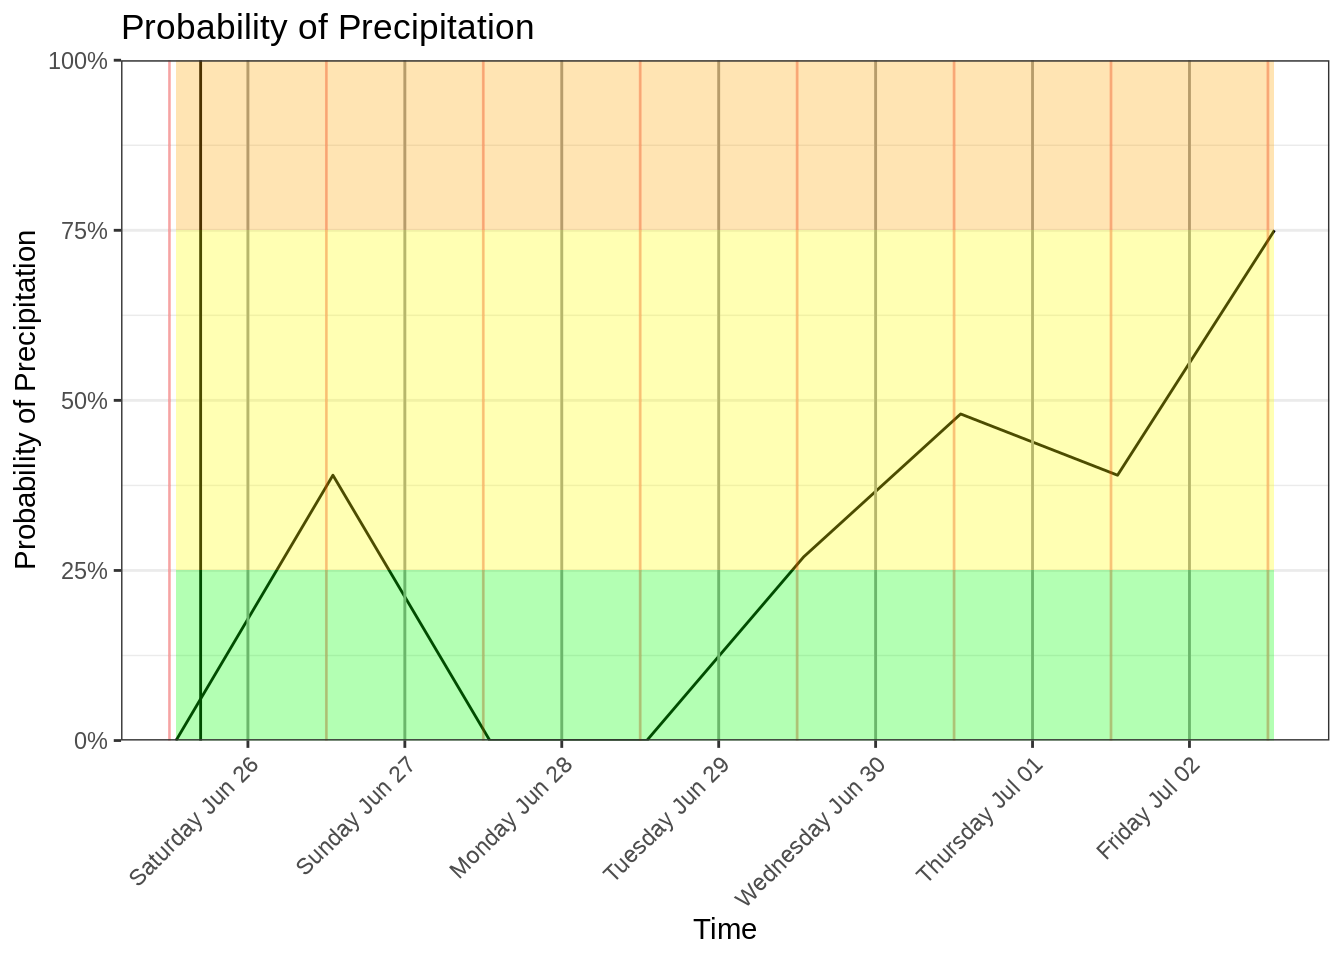 Probability of Precipitation
Probability of Precipitation
100%
75%
50%
25%
0%
Saturday Jun 26
Sunday Jun 27
Monday Jun 28
Tuesday Jun 29
Wednesday Jun 30
Thursday Jul 01
Friday Jul 02
Time